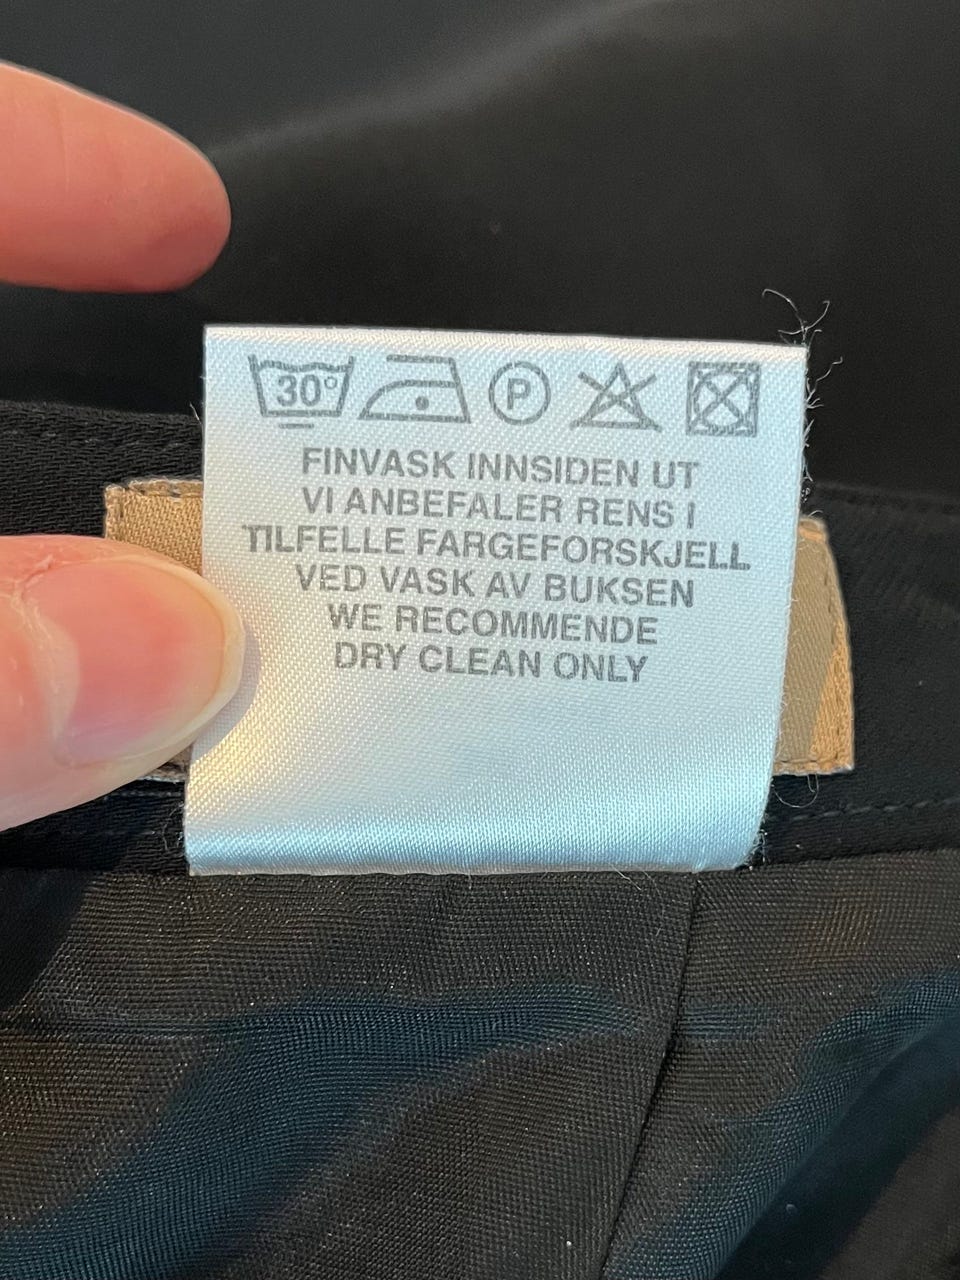 30°
P
FINVASK INNSIDEN UT
VI ANBEFALER RENS I
TILFELLE FARGEFORSKJELL
VED VASK AV BUKSEN
WE RECOMMENDE
DRY CLEAN ONLY